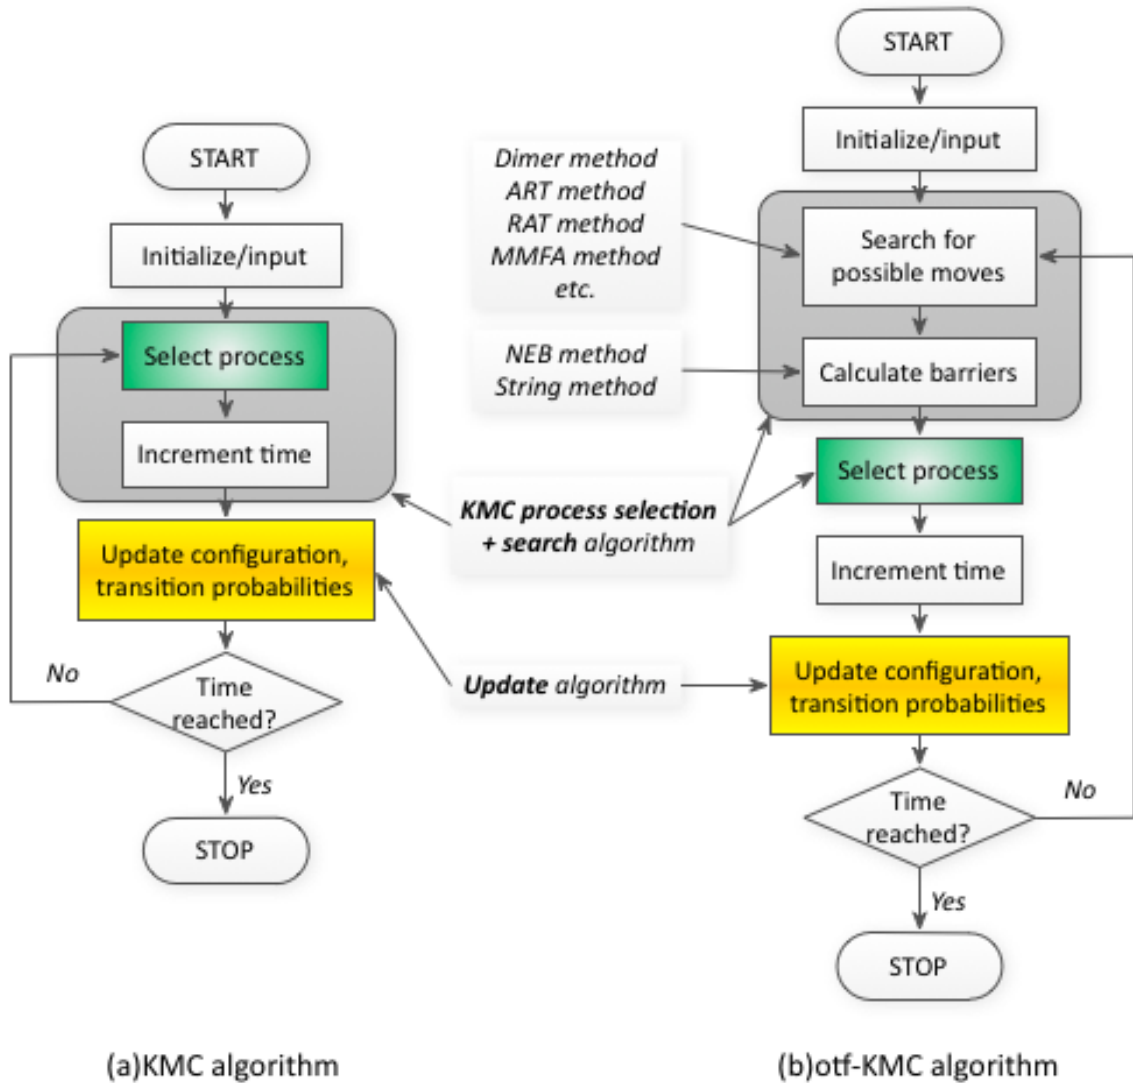 START
Initialize/input
Select process
Increment time
Update configuration,
transition probabilities
No
Time
reached?
Yes
STOP
(a)KMC algorithm
Dimer method
ART method
RAT method
MMFA method
etc.
NEB method
String method
KMC process selection
+ search algorithm
Update algorithm
START
Initialize/input
Search for
possible moves
Calculate barriers
Select process
Increment time
Update configuration,
transition probabilities
Time
reached?
No
Yes
STOP
(b)otf-KMC algorithm